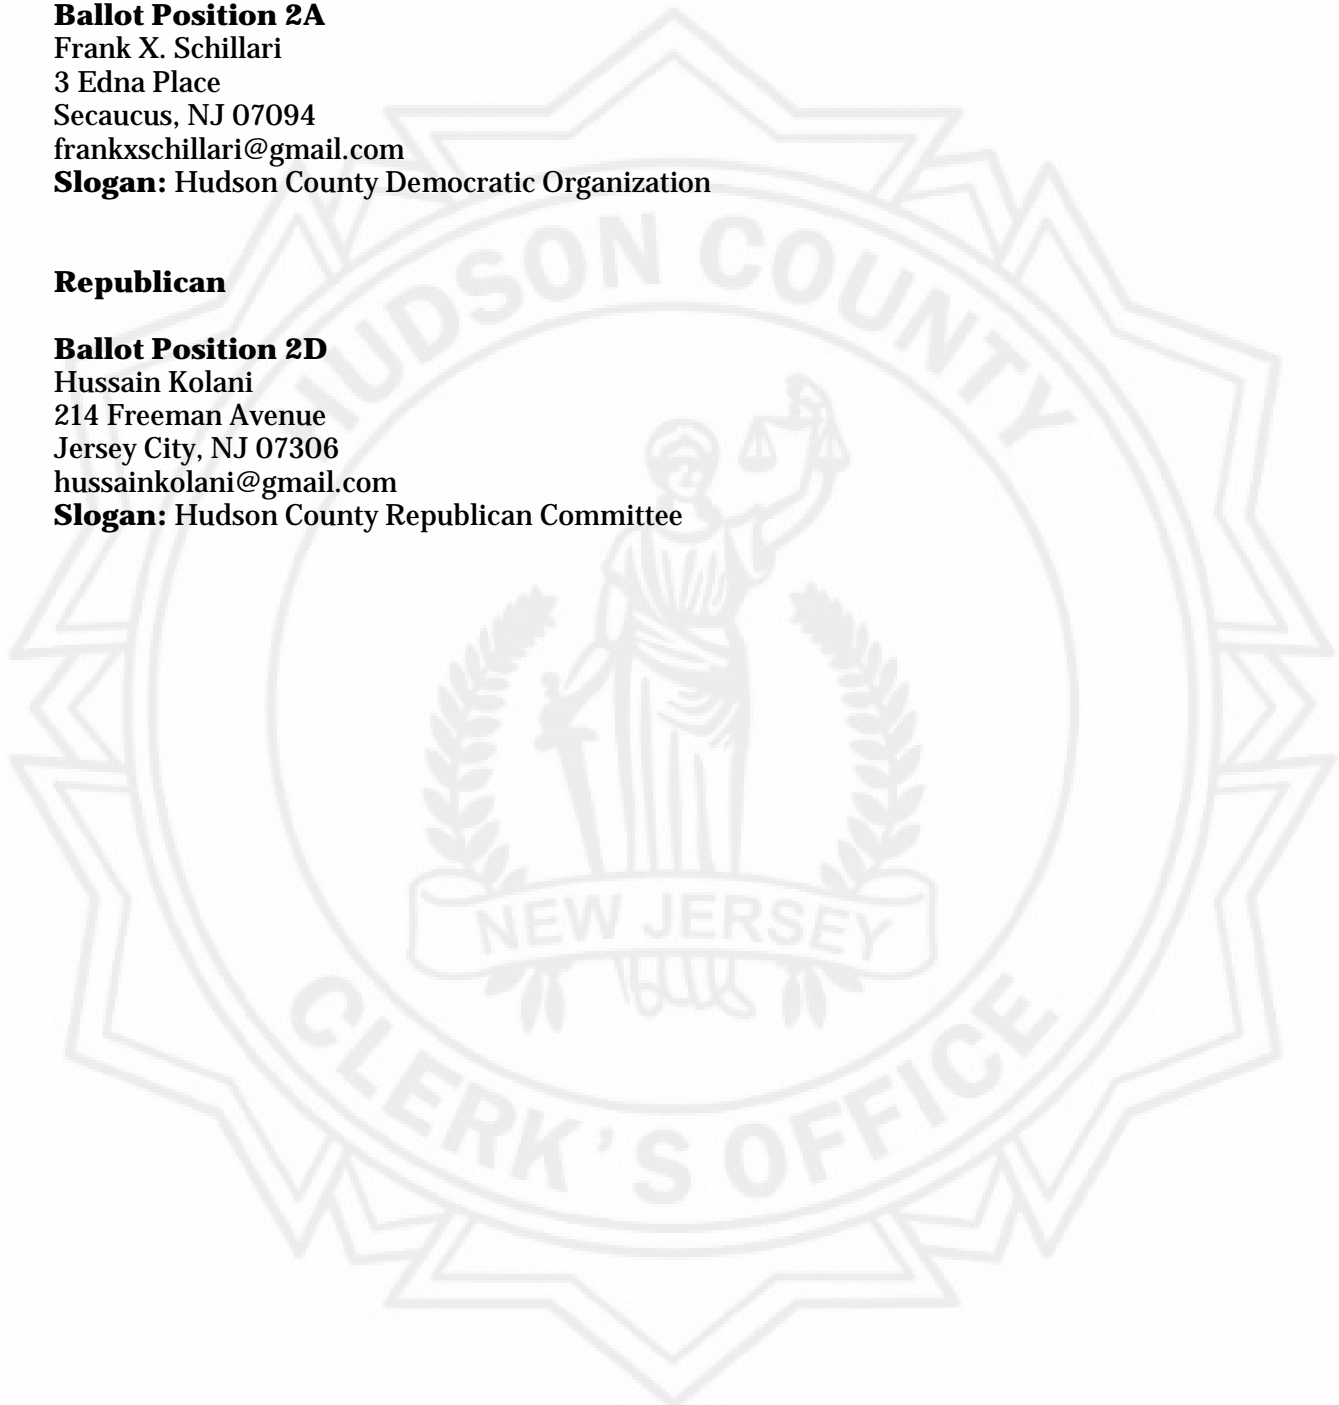 Ballot Position 2A
Frank X. Schillari
3 Edna Place
Secaucus, NJ 07094
frankxschillari@gmail.com
Slogan: Hudson County Democratic Organization
Republican
Ballot Position 2D
Hussain Kolani
214 Freeman Avenue
Jersey City, NJ 07306
hussainkolani@gmail.com
Slogan: Hudson County Republican Committee
HUDSON COUNTY
NEW JERSEY
CLERK'S OFFICE